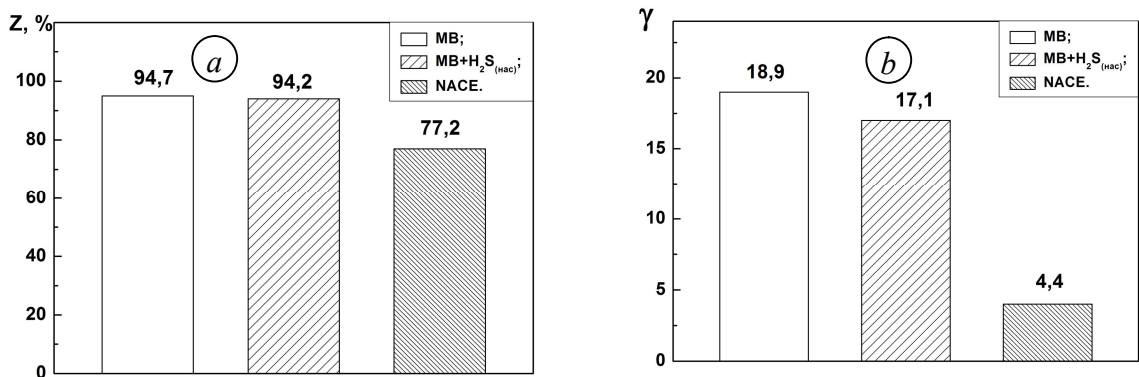 Z, %
a
MB;
MB+H₂S(нас);
NACE.
94,7
94,2
77,2
100
80
60
40
20
0
γ
b
MB;
MB+H₂S(нас);
NACE.
18,9
17,1
4,4
20
15
10
5
0